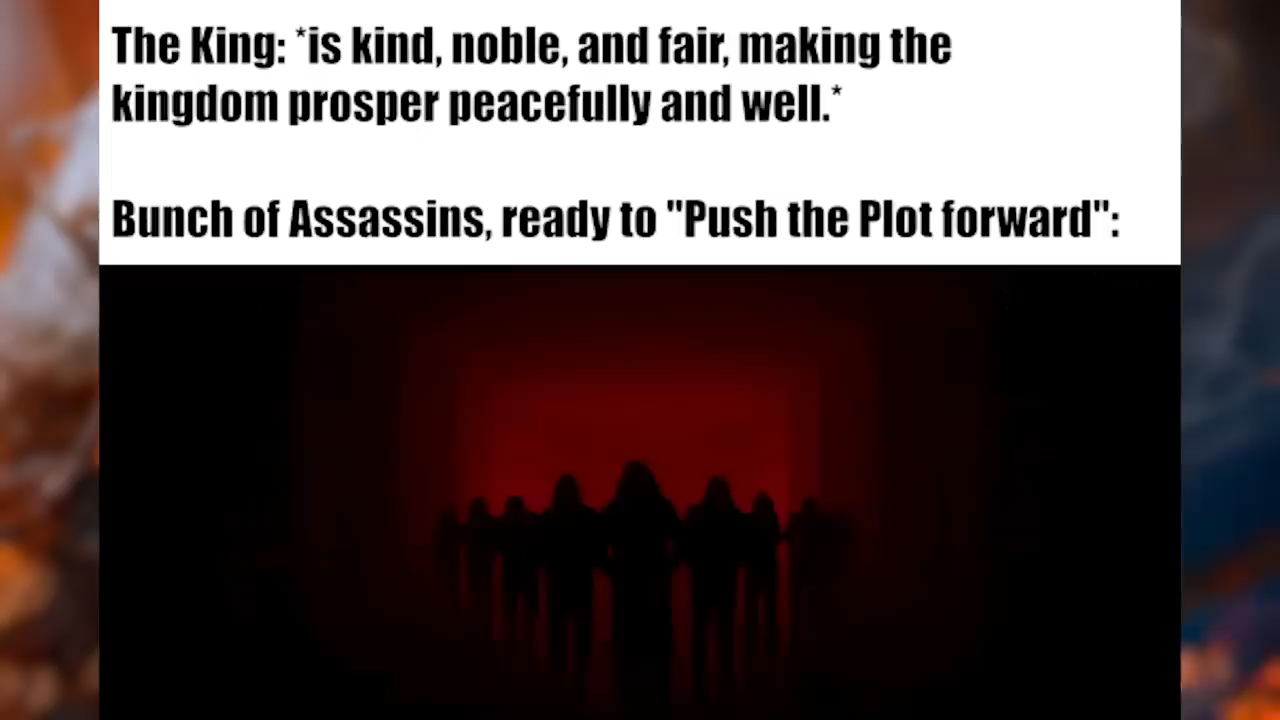 The King: *is kind, noble, and fair, making the
kingdom prosper peacefully and well.*
Bunch of Assassins, ready to "Push the Plot forward":